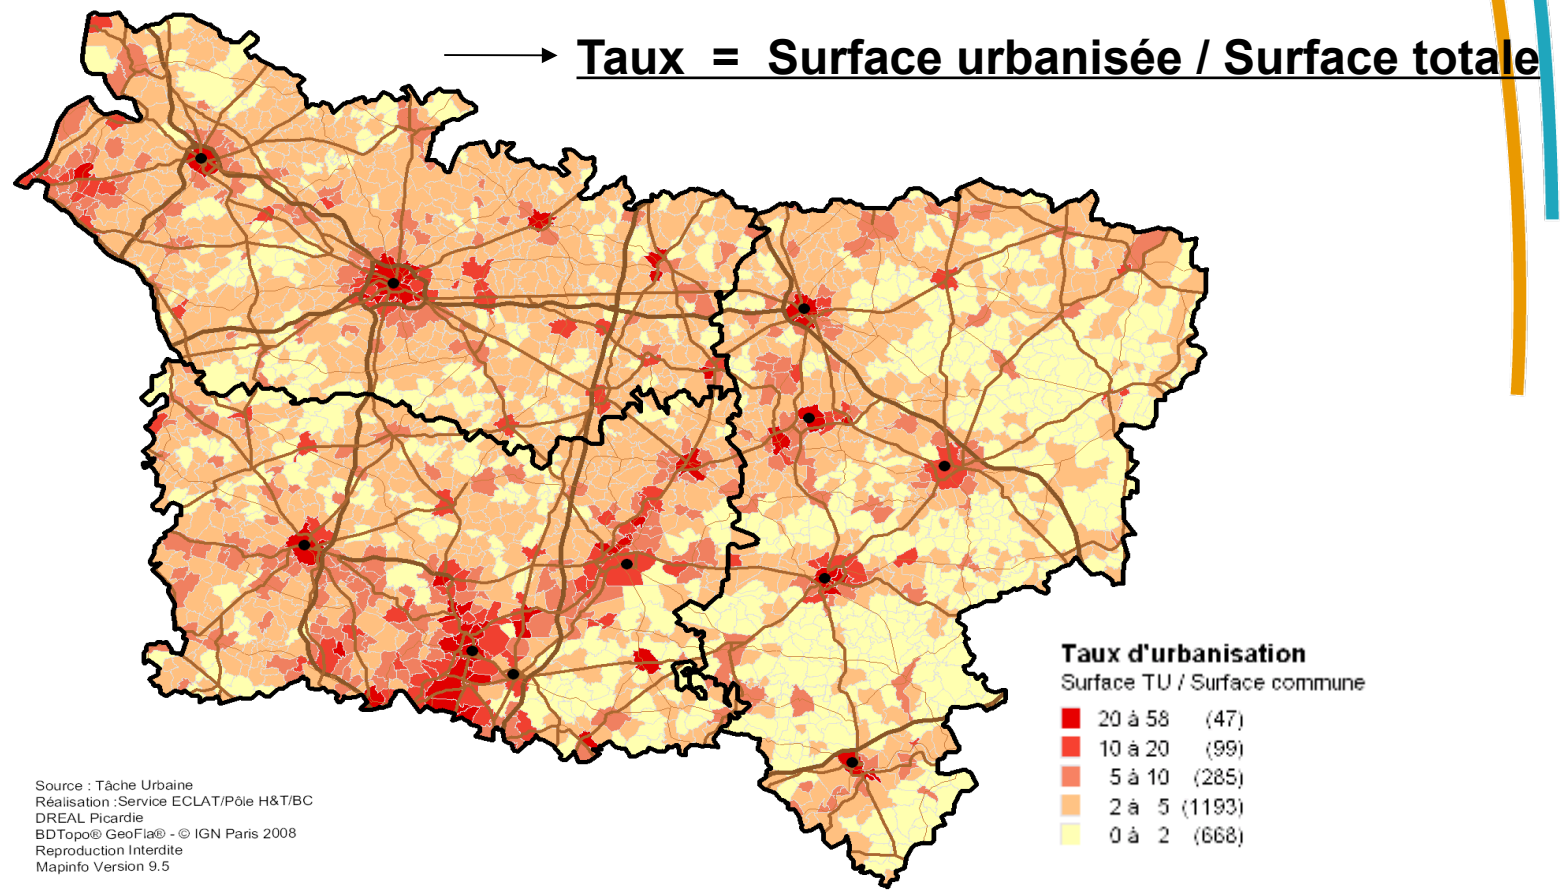 Taux = Surface urbanisée / Surface totale
Taux d'urbanisation
Surface TU / Surface commune
20 à 58 (47)
10 à 20 (99)
5 à 10 (285)
2 à 5 (1193)
0 à 2 (668)
Source : Tâche Urbaine
Réalisation :Service ECLAT/Pôle H&T/BC
DREAL Picardie
BDTopo® GeoFla® - © IGN Paris 2008
Reproduction Interdite
Mapinfo Version 9.5